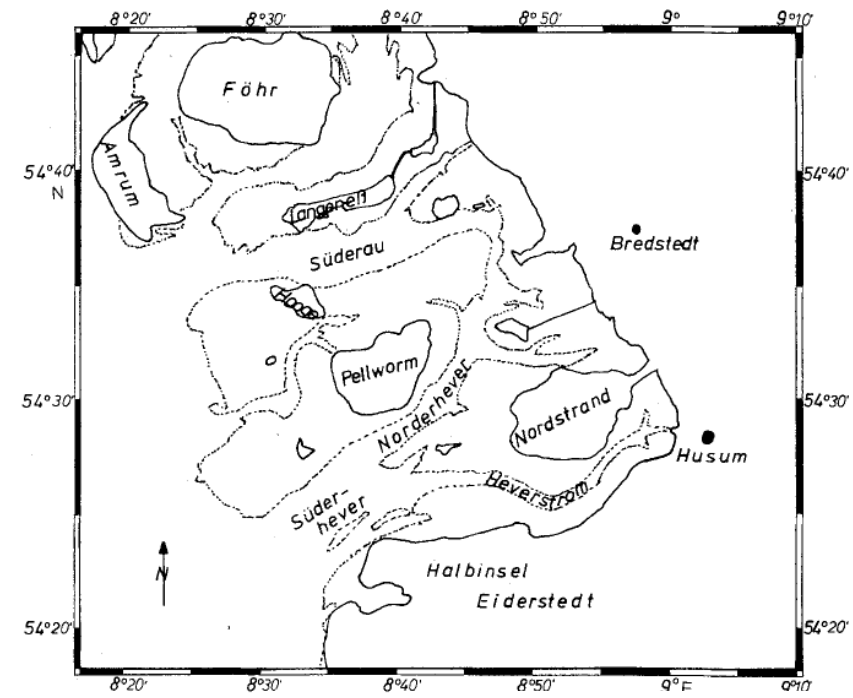 8°20' 8°30' 8°40' 8°50' 9° 9°10'
Föhr
Amrum
54°40' 54°40'
N
Langeneß
Bredstedt
Süderau
Hooge
Pellworm
54°30' 54°30'
Norderhever
Nordstrand
Husum
Heverstrom
Süder-
hever
N
Halbinsel
Eiderstedt
54°20' 54°20'
8°20' 8°30' 8°40' 8°50' 9° E 9°10'